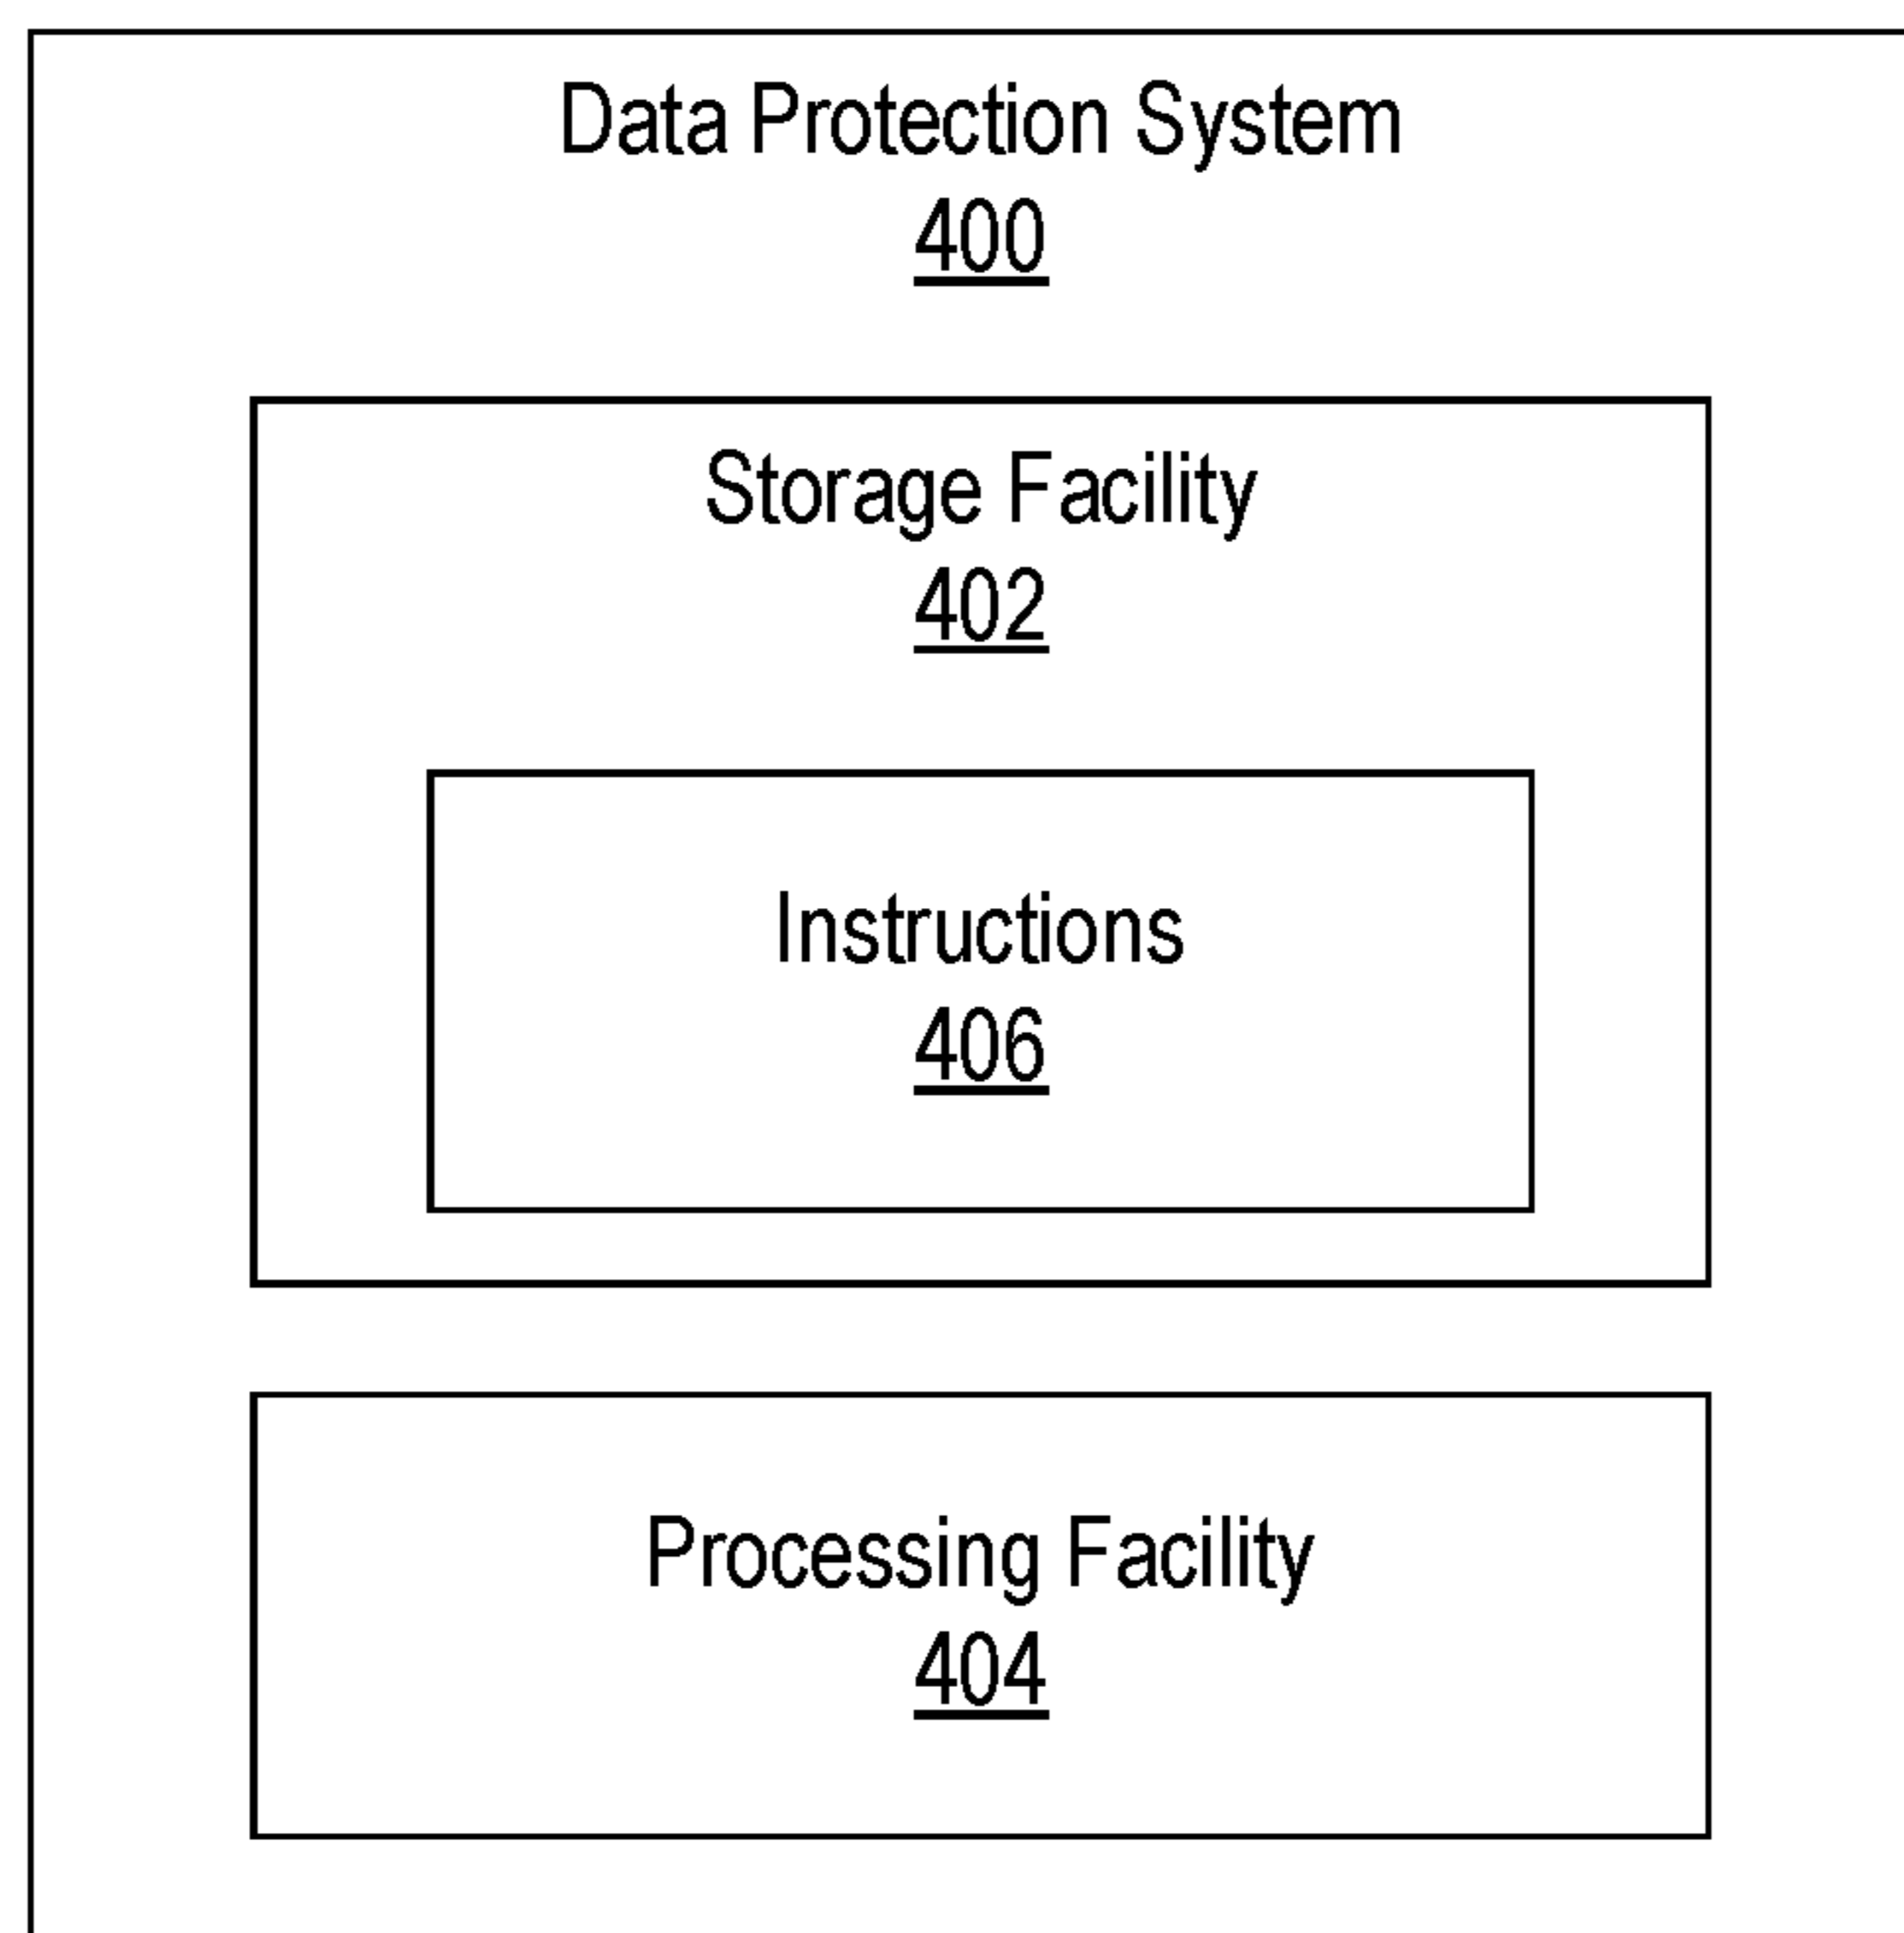 Data Protection System
400
Storage Facility
402
Instructions
406
Processing Facility
404